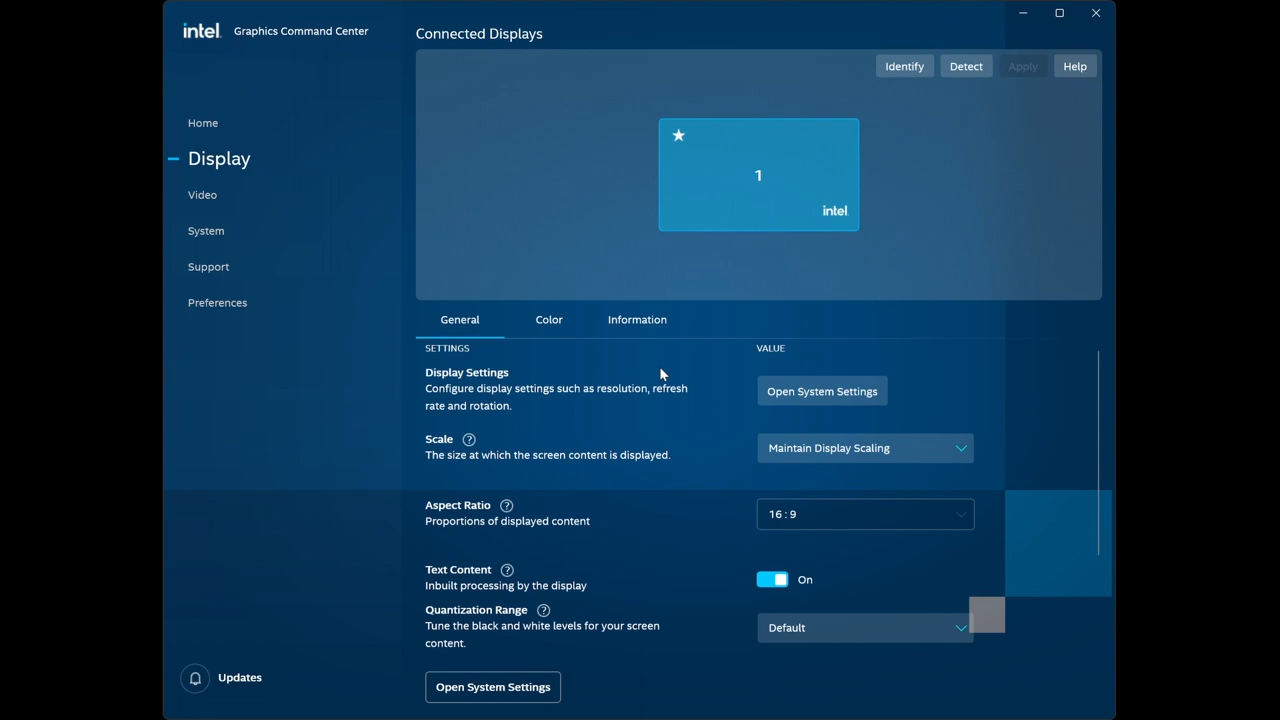 intel. Graphics Command Center
Connected Displays
Identify Detect Apply Help
1
intel.
Home
Display
Video
System
Support
Preferences
General Color Information
SETTINGS VALUE
Display Settings
Configure display settings such as resolution, refresh
rate and rotation.
Open System Settings
Scale ?
The size at which the screen content is displayed.
Maintain Display Scaling
Aspect Ratio ?
Proportions of displayed content
16 : 9
Text Content ?
Inbuilt processing by the display
On
Quantization Range ?
Tune the black and white levels for your screen
content.
Default
Open System Settings
Updates